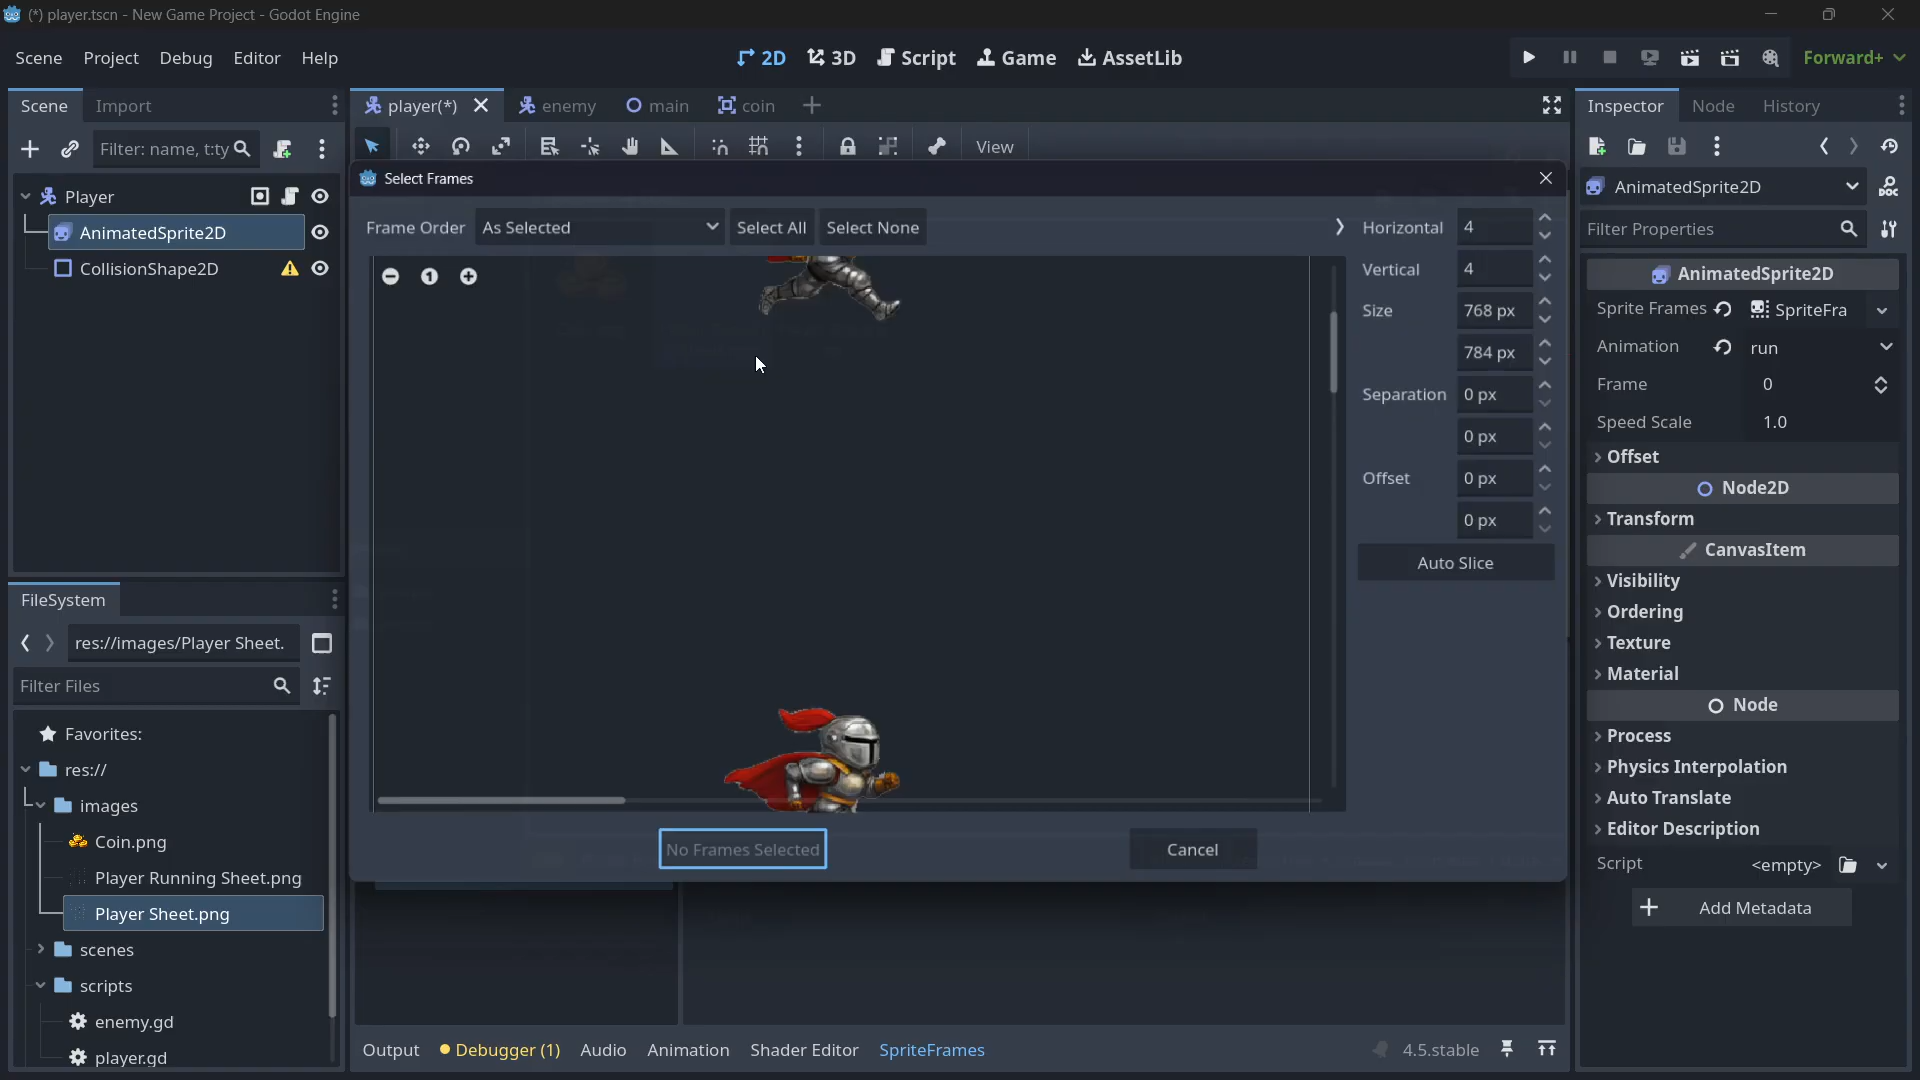 (*) player.tscn - New Game Project - Godot Engine
Scene Project Debug Editor Help
2D 3D Script Game AssetLib
Forward+
Scene Import
player(*) enemy main coin
Inspector Node History
Filter: name, t:ty
View
Select Frames
AnimatedSprite2D
Filter Properties
Player
AnimatedSprite2D
CollisionShape2D
Frame Order As Selected Select All Select None
1
Horizontal 4
Vertical 4
Size 768 px
784 px
Separation 0 px
0 px
Offset 0 px
0 px
Auto Slice
No Frames Selected Cancel
AnimatedSprite2D
Sprite Frames SpriteFra
Animation run
Frame 0
Speed Scale 1.0
Offset
Node2D
Transform
CanvasItem
Visibility
Ordering
Texture
Material
Node
Process
Physics Interpolation
Auto Translate
Editor Description
Script <empty>
Add Metadata
FileSystem
res://images/Player Sheet.
Filter Files
Favorites:
res://
images
Coin.png
Player Running Sheet.png
Player Sheet.png
scenes
scripts
enemy.gd
player.gd
Output Debugger (1) Audio Animation Shader Editor SpriteFrames
4.5.stable